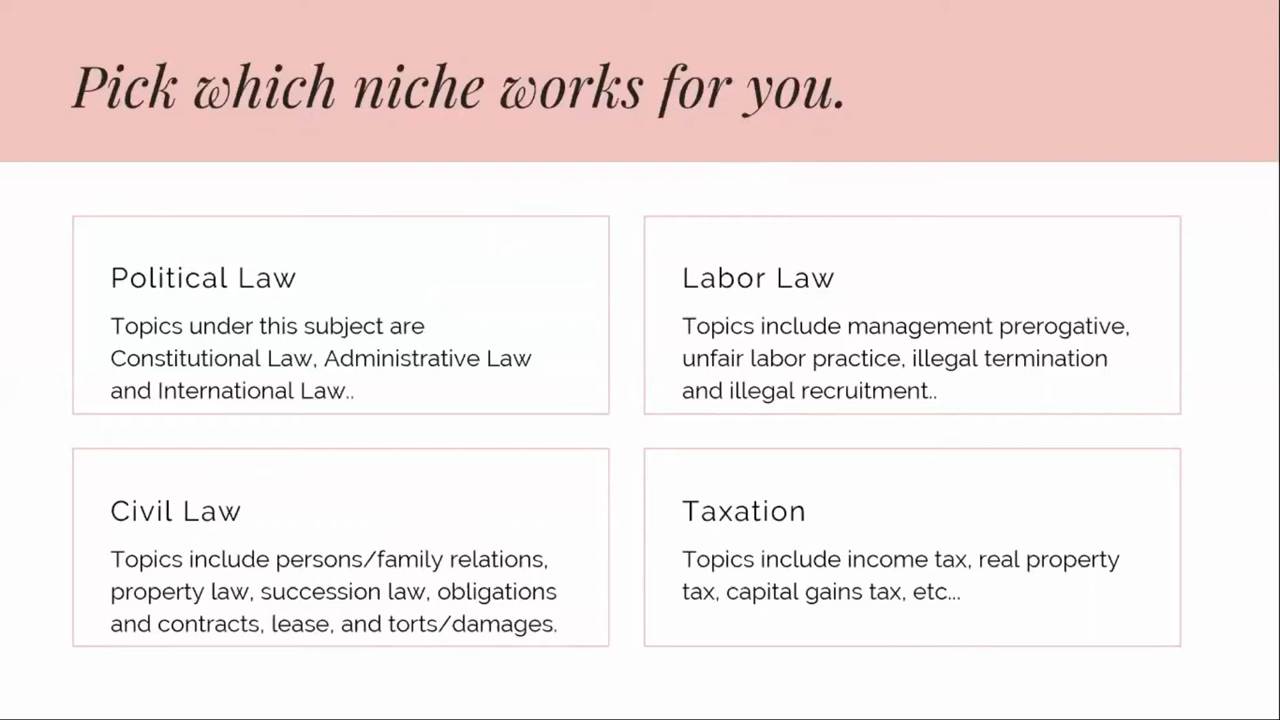 Pick which niche works for you.
Political Law
Topics under this subject are
Constitutional Law, Administrative Law
and International Law..
Labor Law
Topics include management prerogative,
unfair labor practice, illegal termination
and illegal recruitment..
Civil Law
Topics include persons/family relations,
property law, succession law, obligations
and contracts, lease, and torts/damages.
Taxation
Topics include income tax, real property
tax, capital gains tax, etc...